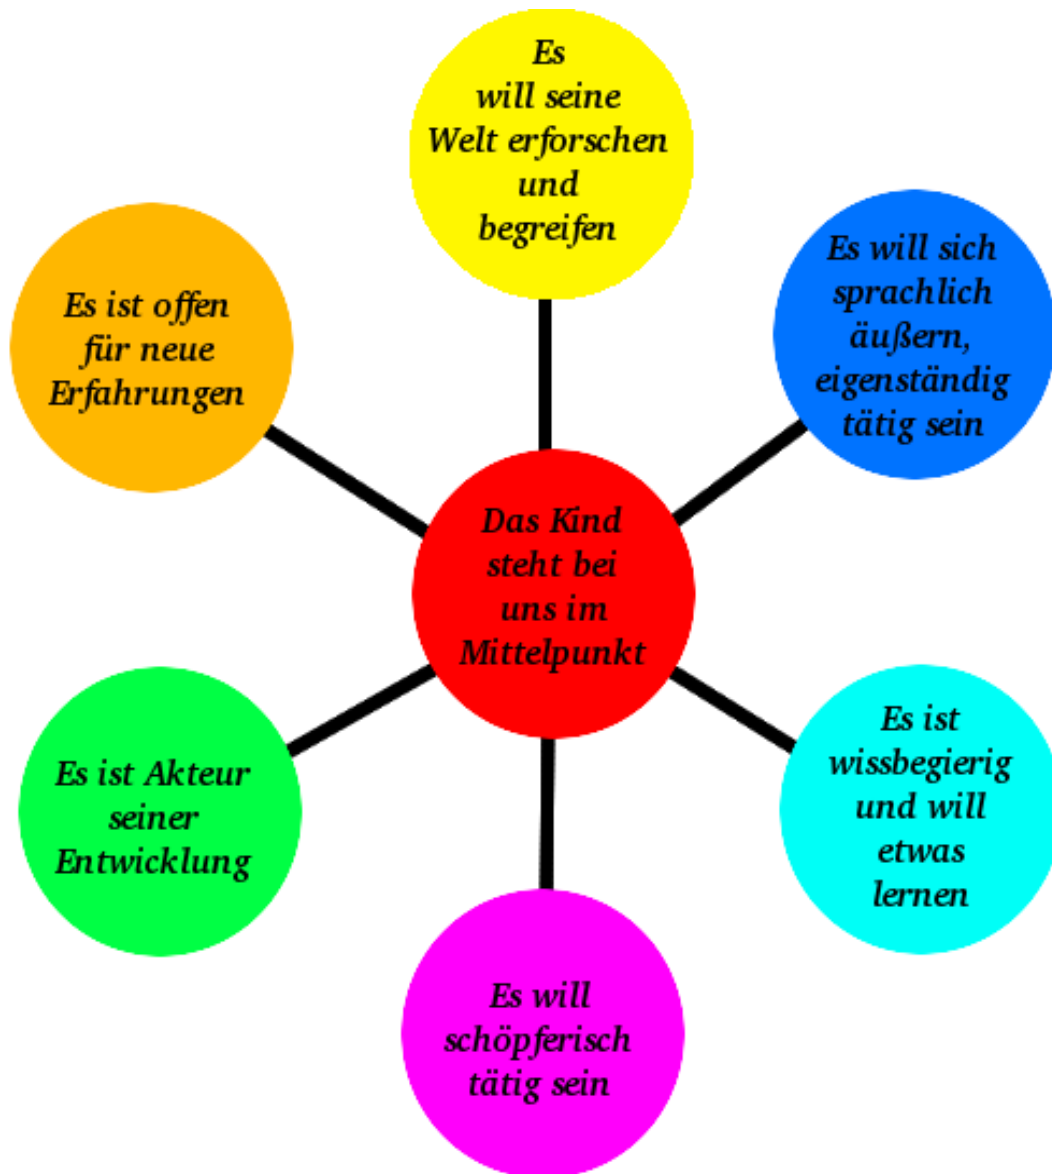 Es
will seine
Welt erforschen
und
begreifen
Es will sich
sprachlich
äußern,
eigenständig
tätig sein
Es ist offen
für neue
Erfahrungen
Das Kind
steht bei
uns im
Mittelpunkt
Es ist Akteur
seiner
Entwicklung
Es ist
wissbegierig
und will
etwas
lernen
Es will
schöpferisch
tätig sein